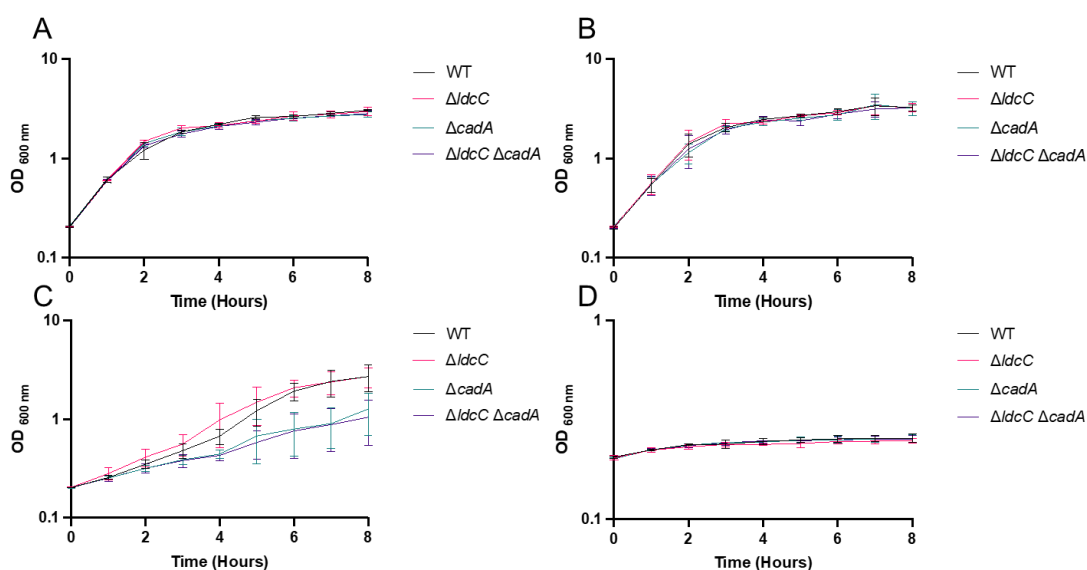 A
10
1
0.1
OD 600 nm
0 2 4 6 8
Time (Hours)
WT
ΔldcC
ΔcadA
ΔldcC ΔcadA
B
10
1
0.1
OD 600 nm
0 2 4 6 8
Time (Hours)
WT
ΔldcC
ΔcadA
ΔldcC ΔcadA
C
10
1
0.1
OD 600 nm
0 2 4 6 8
Time (Hours)
WT
ΔldcC
ΔcadA
ΔldcC ΔcadA
D
1
0.1
OD 600 nm
0 2 4 6 8
Time (Hours)
WT
ΔldcC
ΔcadA
ΔldcC ΔcadA